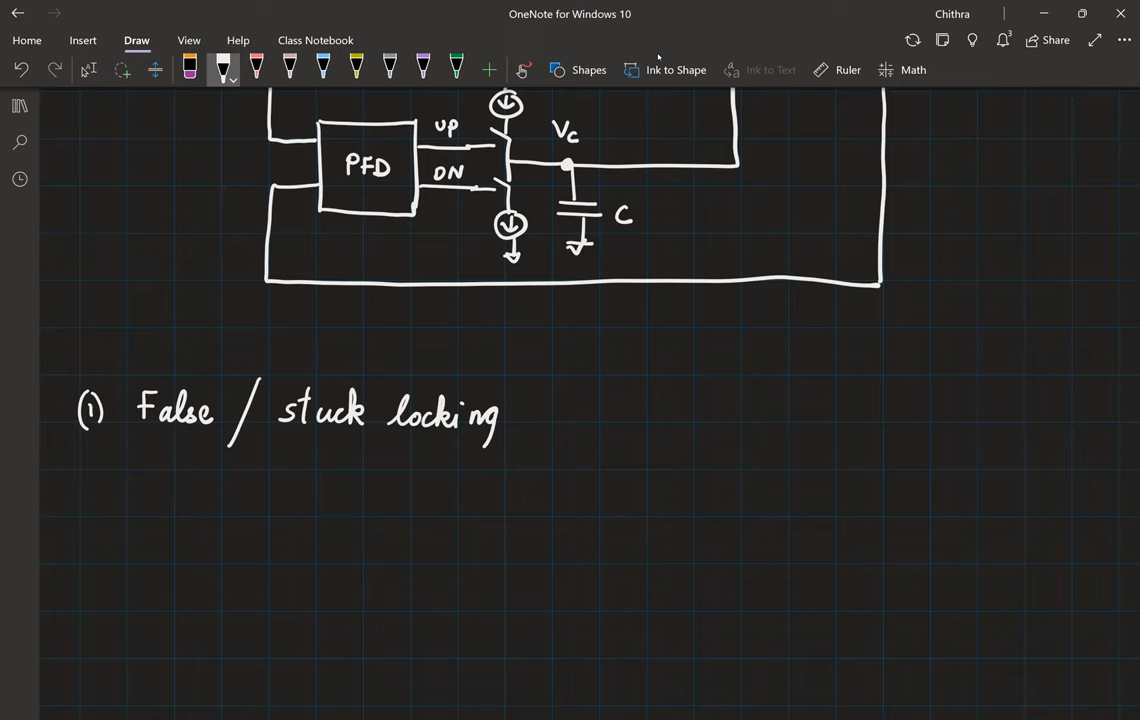 OneNote for Windows 10
Chithra
Home Insert Draw View Help Class Notebook
3 Share
Shapes Ink to Shape Ink to Text Ruler Math
UP
VC
PFD
DN
C
(1) False / stuck locking